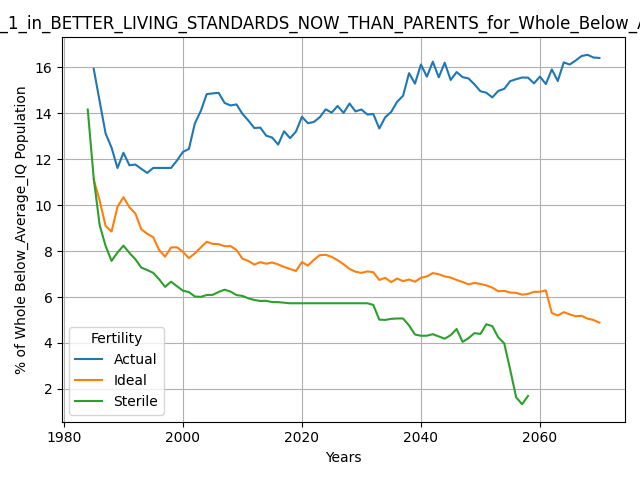 _1_in_BETTER_LIVING_STANDARDS_NOW_THAN_PARENTS_for_Whole_Below_A
% of Whole Below_Average_IQ Population
16
14
12
10
8
6
4
2
Fertility
Actual
Ideal
Sterile
1980 2000 2020 2040 2060
Years